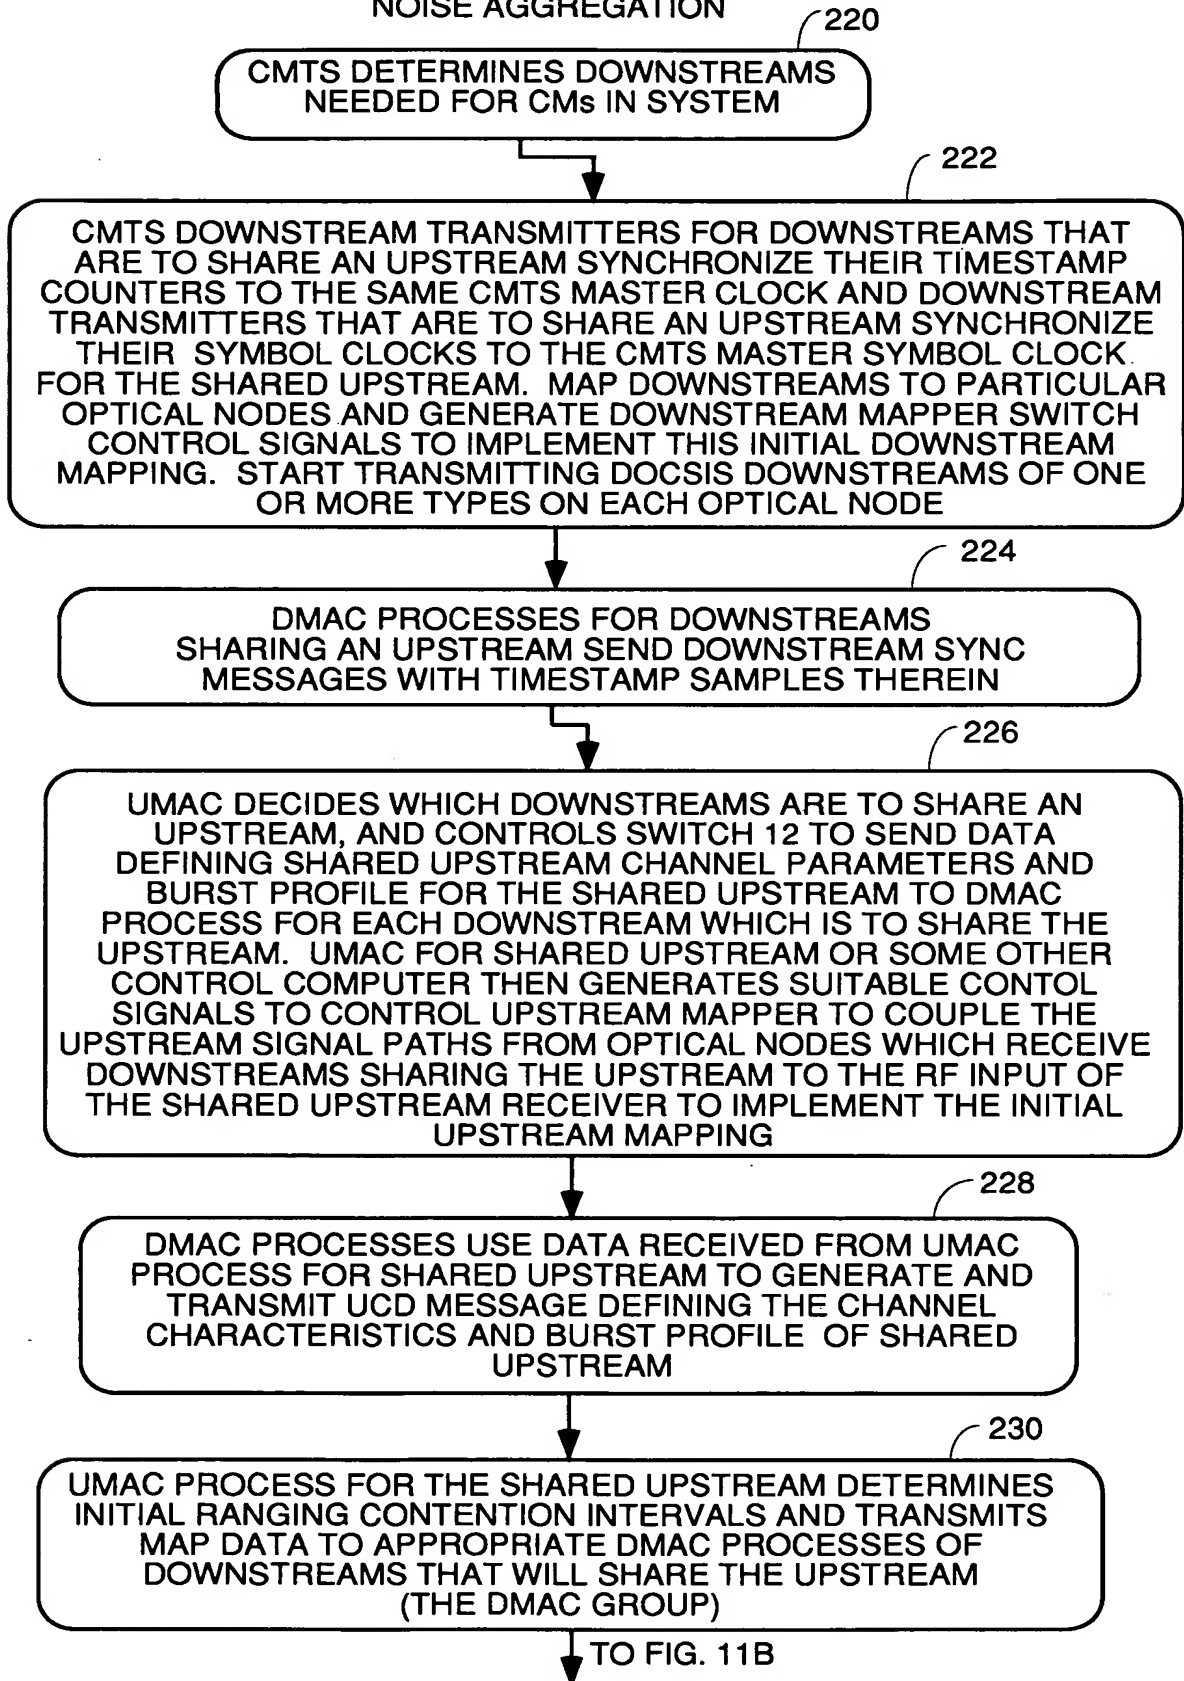 NOISE AGGREGATION
220
CMTS DETERMINES DOWNSTREAMS
NEEDED FOR CMs IN SYSTEM
222
CMTS DOWNSTREAM TRANSMITTERS FOR DOWNSTREAMS THAT
ARE TO SHARE AN UPSTREAM SYNCHRONIZE THEIR TIMESTAMP
COUNTERS TO THE SAME CMTS MASTER CLOCK AND DOWNSTREAM
TRANSMITTERS THAT ARE TO SHARE AN UPSTREAM SYNCHRONIZE
THEIR SYMBOL CLOCKS TO THE CMTS MASTER SYMBOL CLOCK
FOR THE SHARED UPSTREAM. MAP DOWNSTREAMS TO PARTICULAR
OPTICAL NODES AND GENERATE DOWNSTREAM MAPPER SWITCH
CONTROL SIGNALS TO IMPLEMENT THIS INITIAL DOWNSTREAM
MAPPING. START TRANSMITTING DOCSIS DOWNSTREAMS OF ONE
OR MORE TYPES ON EACH OPTICAL NODE
224
DMAC PROCESSES FOR DOWNSTREAMS
SHARING AN UPSTREAM SEND DOWNSTREAM SYNC
MESSAGES WITH TIMESTAMP SAMPLES THEREIN
226
UMAC DECIDES WHICH DOWNSTREAMS ARE TO SHARE AN
UPSTREAM, AND CONTROLS SWITCH 12 TO SEND DATA
DEFINING SHARED UPSTREAM CHANNEL PARAMETERS AND
BURST PROFILE FOR THE SHARED UPSTREAM TO DMAC
PROCESS FOR EACH DOWNSTREAM WHICH IS TO SHARE THE
UPSTREAM. UMAC FOR SHARED UPSTREAM OR SOME OTHER
CONTROL COMPUTER THEN GENERATES SUITABLE CONTOL
SIGNALS TO CONTROL UPSTREAM MAPPER TO COUPLE THE
UPSTREAM SIGNAL PATHS FROM OPTICAL NODES WHICH RECEIVE
DOWNSTREAMS SHARING THE UPSTREAM TO THE RF INPUT OF
THE SHARED UPSTREAM RECEIVER TO IMPLEMENT THE INITIAL
UPSTREAM MAPPING
228
DMAC PROCESSES USE DATA RECEIVED FROM UMAC
PROCESS FOR SHARED UPSTREAM TO GENERATE AND
TRANSMIT UCD MESSAGE DEFINING THE CHANNEL
CHARACTERISTICS AND BURST PROFILE OF SHARED
UPSTREAM
230
UMAC PROCESS FOR THE SHARED UPSTREAM DETERMINES
INITIAL RANGING CONTENTION INTERVALS AND TRANSMITS
MAP DATA TO APPROPRIATE DMAC PROCESSES OF
DOWNSTREAMS THAT WILL SHARE THE UPSTREAM
(THE DMAC GROUP)
TO FIG. 11B